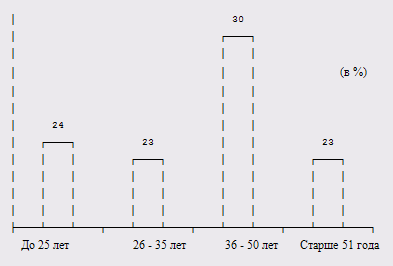 30
(в %)
24
23
23
До 25 лет
26 - 35 лет
36 - 50 лет
Старше 51 года